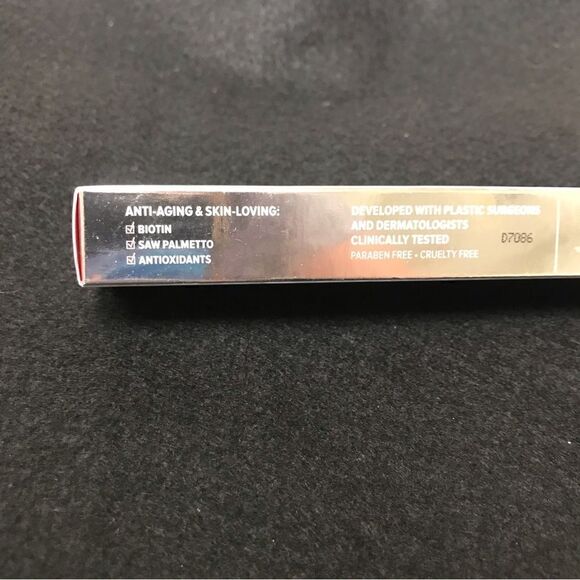 ANTI-AGING & SKIN-LOVING:
☑ BIOTIN
☑ SAW PALMETTO
☑ ANTIOXIDANTS
DEVELOPED WITH PLASTIC SURGEONS
AND DERMATOLOGISTS
CLINICALLY TESTED
PARABEN FREE • CRUELTY FREE
D7086